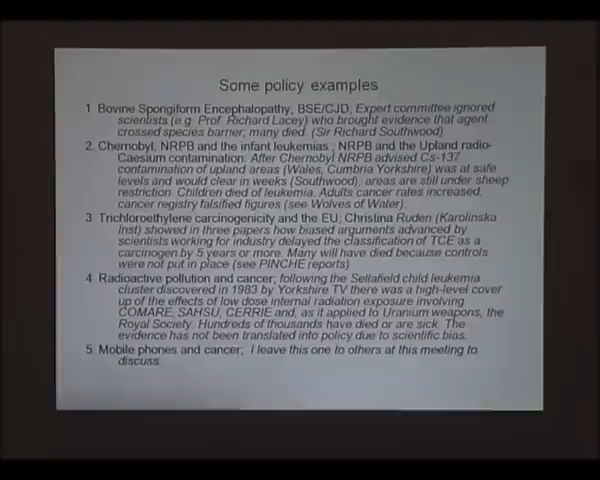 Some policy examples
1 Bovine Spongiform Encephalopathy; BSE/CJD, Expert committee ignored
scientists (e.g. Prof. Richard Lacey) who brought evidence that agent
crossed species barrier; many died. (Sir Richard Southwood)
2. Chernobyl, NRPB and the infant leukemias ; NRPB and the Upland radio-
Caesium contamination. After Chernobyl NRPB advised Cs-137
contamination of upland areas (Wales, Cumbria Yorkshire) was at safe
levels and would clear in weeks (Southwood); areas are still under sheep
restriction. Children died of leukemia. Adults cancer rates increased,
cancer registry falsified figures (see Wolves of Water).
3 Trichloroethylene carcinogenicity and the EU; Christina Ruden (Karolinska
Inst) showed in three papers how biased arguments advanced by
scientists working for industry delayed the classification of TCE as a
carcinogen by 5 years or more. Many will have died because controls
were not put in place (see PINCHE reports)
4 Radioactive pollution and cancer; following the Sellafield child leukemia
cluster discovered in 1983 by Yorkshire TV there was a high-level cover
up of the effects of low dose internal radiation exposure involving
COMARE, SAHSU, CERRIE and, as it applied to Uranium weapons, the
Royal Society. Hundreds of thousands have died or are sick. The
evidence has not been translated into policy due to scientific bias.
5 Mobile phones and cancer; I leave this one to others at this meeting to
discuss.